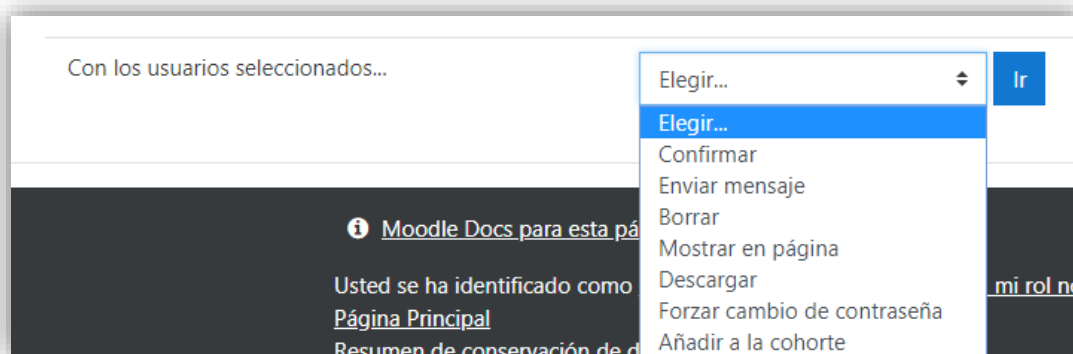 Con los usuarios seleccionados...
Elegir...
Ir
Elegir...
Confirmar
Enviar mensaje
Borrar
Mostrar en página
Descargar
Forzar cambio de contraseña
Añadir a la cohorte
Moodle Docs para esta pá
Usted se ha identificado como
mi rol
Página Principal
Resumen de conservación de